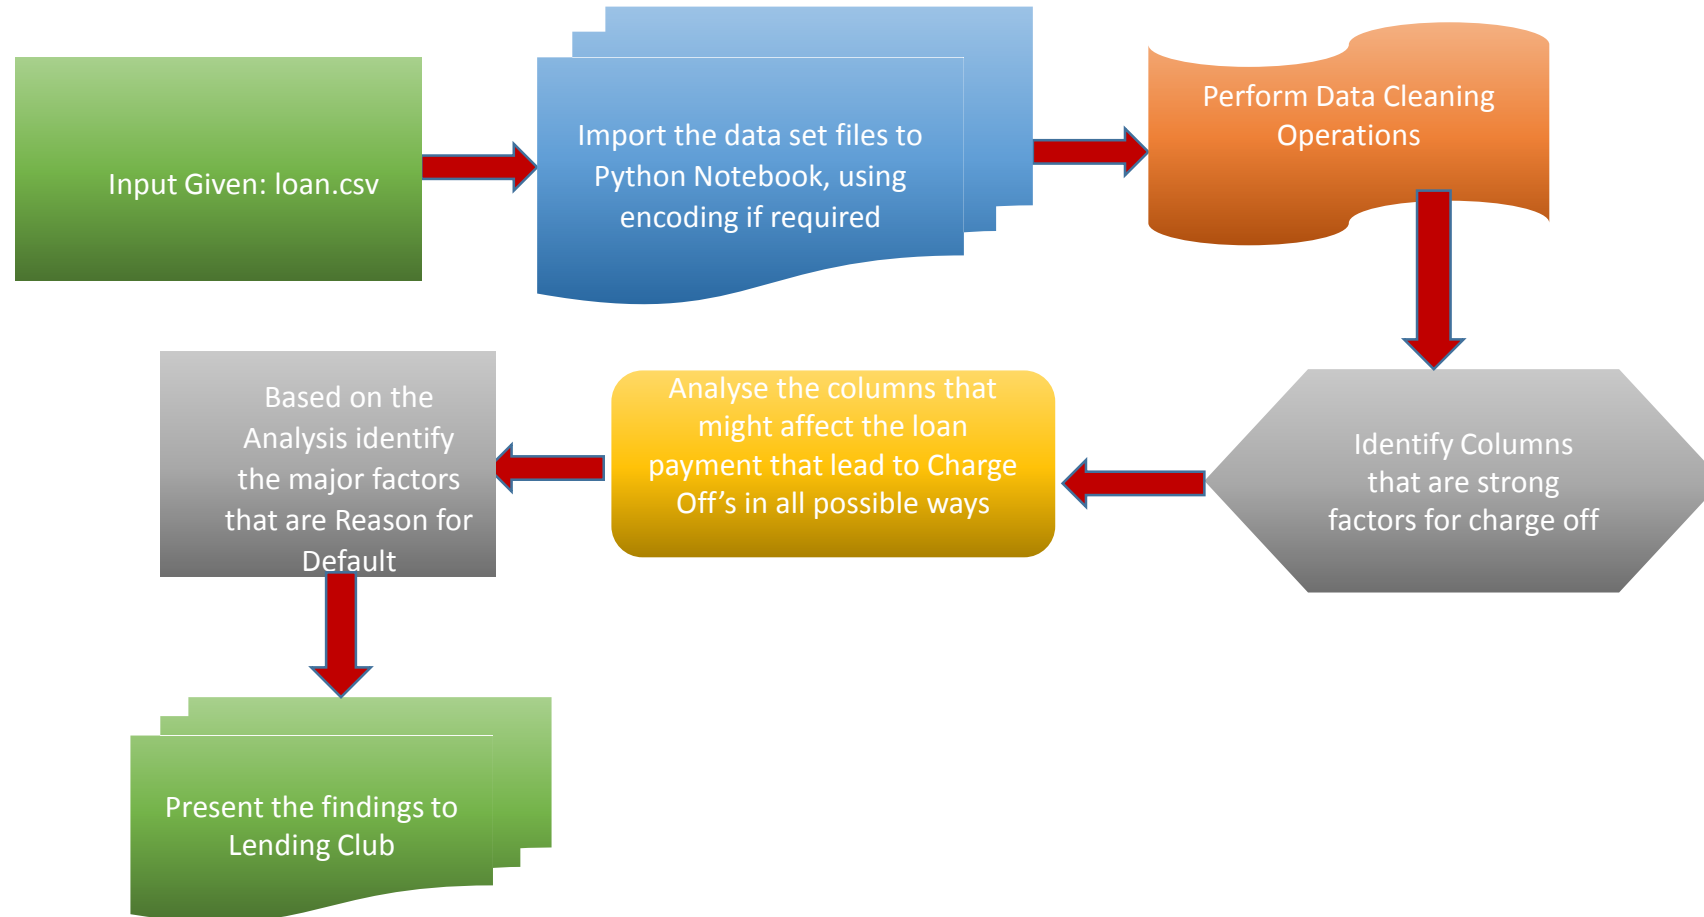 Input Given: loan.csv
Import the data set files to
Python Notebook, using
encoding if required
Perform Data Cleaning
Operations
Identify Columns
that are strong
factors for charge off
Analyse the columns that
might affect the loan
payment that lead to Charge
Off’s in all possible ways
Based on the
Analysis identify
the major factors
that are Reason for
Default
Present the findings to
Lending Club